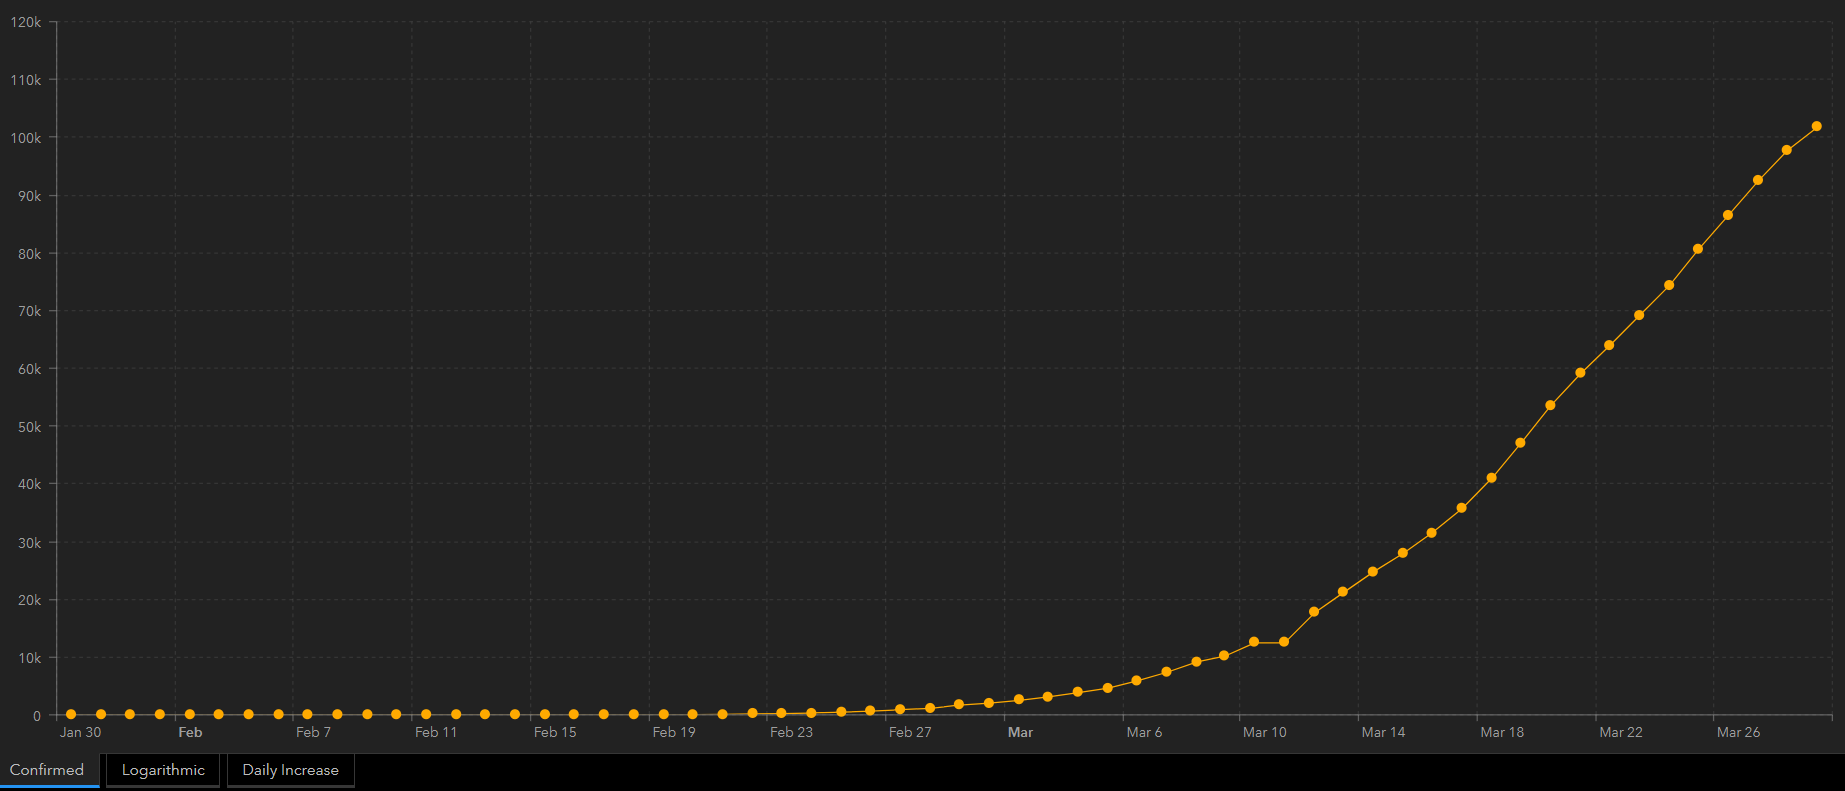 120k
110k
100k
90k
80k
70k
60k
50k
40k
30k
20k
10k
0
Jan 30 Feb Feb 7 Feb 11 Feb 15 Feb 19 Feb 23 Feb 27 Mar Mar 6 Mar 10 Mar 14 Mar 18 Mar 22 Mar 26
Confirmed Logarithmic Daily Increase